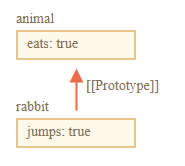 animal
eats: true
[[Prototype]]
rabbit
jumps: true